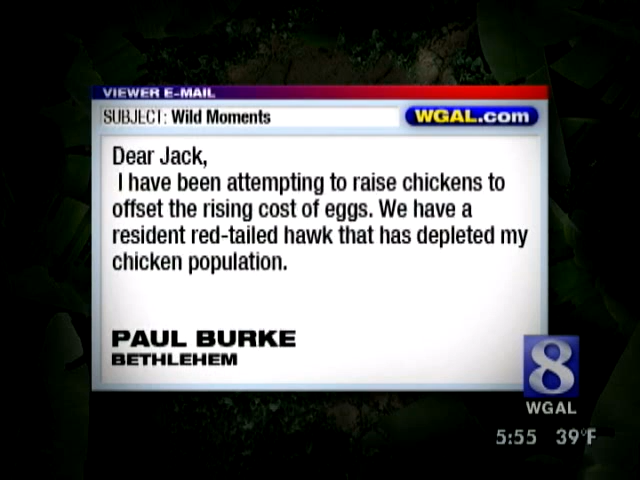 VIEWER E-MAIL
SUBJECT: Wild Moments
WGAL.com
Dear Jack,
I have been attempting to raise chickens to
offset the rising cost of eggs. We have a
resident red-tailed hawk that has depleted my
chicken population.
PAUL BURKE
BETHLEHEM
8
WGAL
5:55 39°F